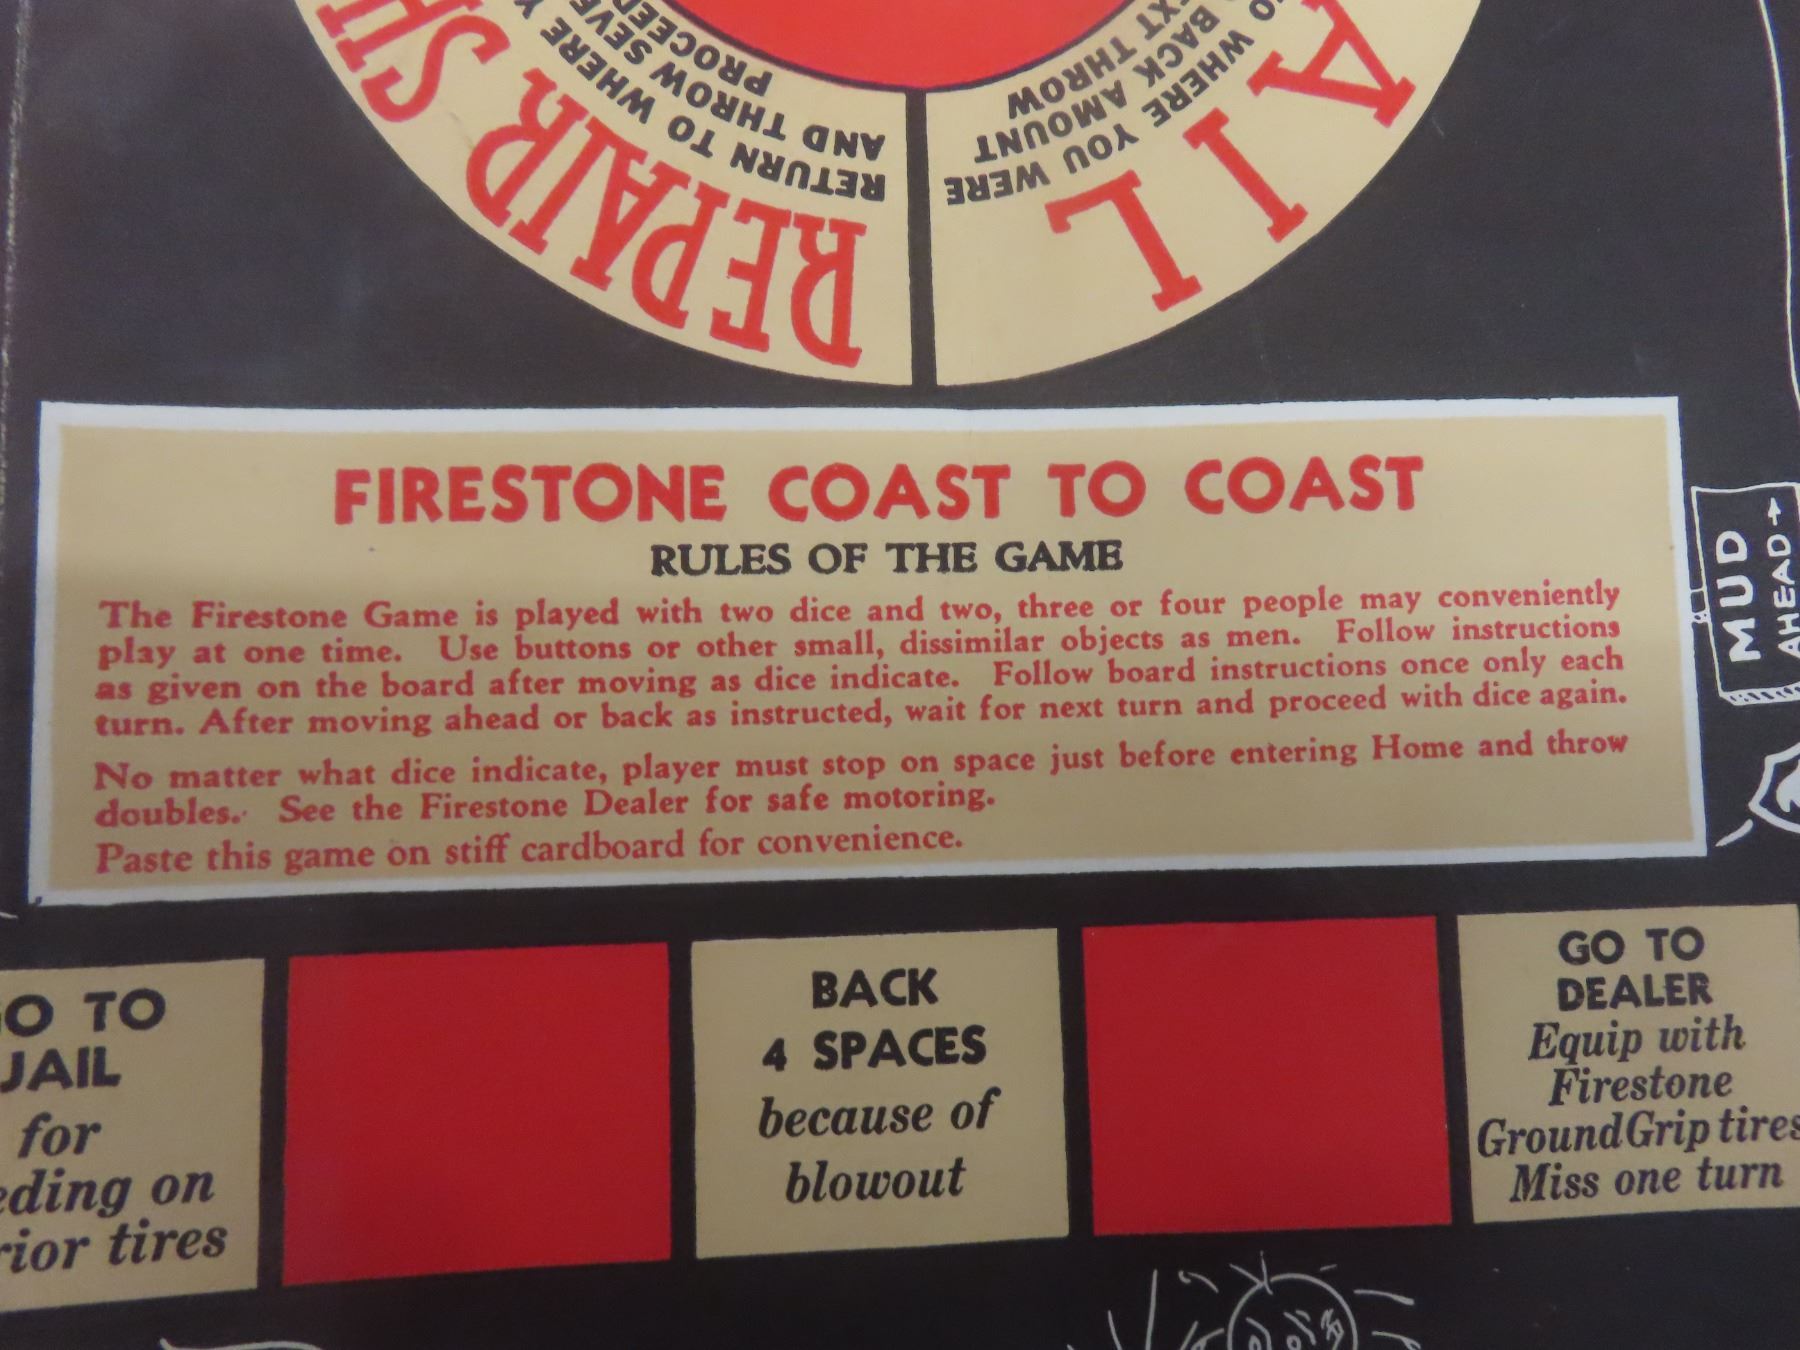 REPAIR
RETURN TO WHERE
AND THROW
PROCEED
AIL
WHERE YOU WERE
BACK AMOUNT
THROW
FIRESTONE COAST TO COAST
RULES OF THE GAME
The Firestone Game is played with two dice and two, three or four people may conveniently
play at one time. Use buttons or other small, dissimilar objects as men. Follow instructions
as given on the board after moving as dice indicate. Follow board instructions once only each
turn. After moving ahead or back as instructed, wait for next turn and proceed with dice again.
No matter what dice indicate, player must stop on space just before entering Home and throw
doubles. See the Firestone Dealer for safe motoring.
Paste this game on stiff cardboard for convenience.
MUD
AHEAD→
GO TO
JAIL
for
eding on
rior tires
BACK
4 SPACES
because of
blowout
GO TO
DEALER
Equip with
Firestone
GroundGrip tires
Miss one turn